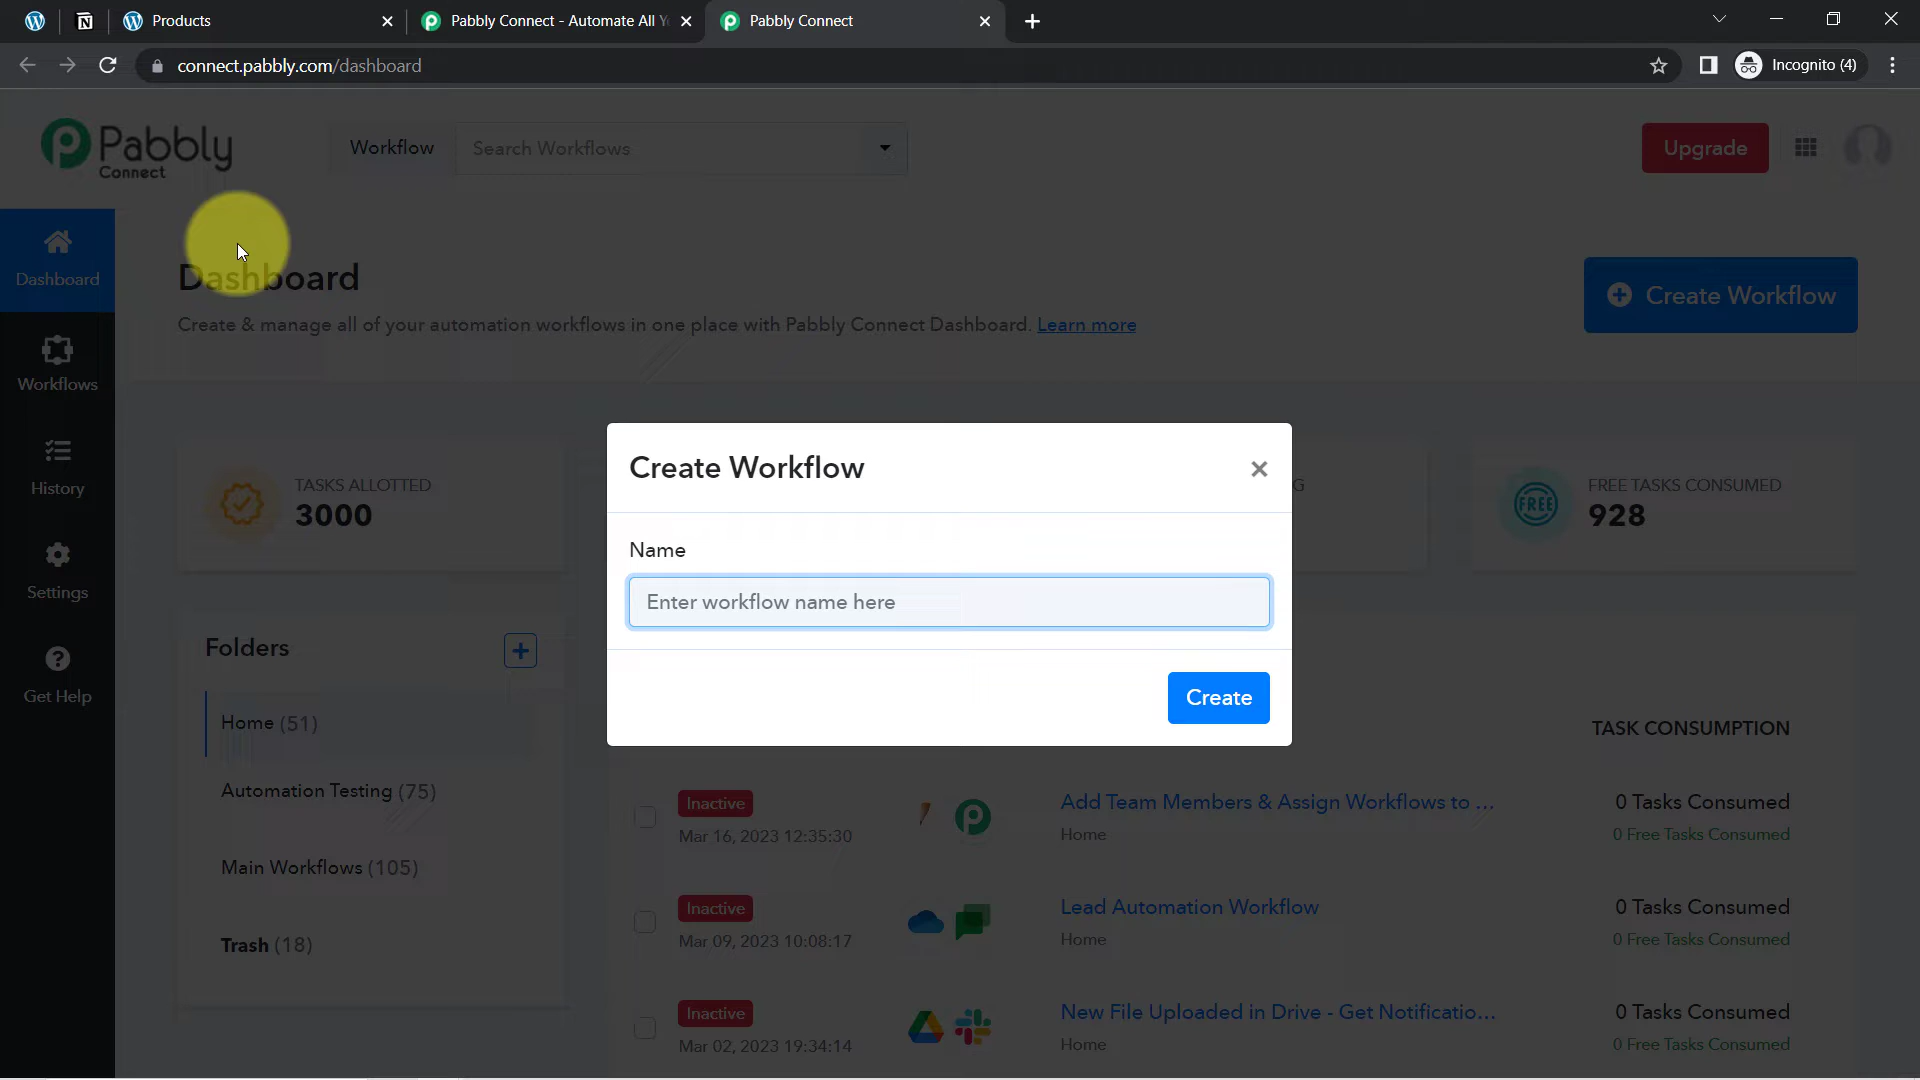 Products
Pabbly Connect - Automate All Y
Pabbly Connect
connect.pabbly.com/dashboard
Incognito (4)
Pabbly
Connect
Workflow
Search Workflows
Upgrade
Dashboard
Dashboard
Create & manage all of your automation workflows in one place with Pabbly Connect Dashboard. Learn more
Create Workflow
Workflows
History
Settings
Get Help
TASKS ALLOTTED
3000
G
FREE TASKS CONSUMED
FREE
928
Create Workflow
Name
Enter workflow name here
Create
Folders
Home (51)
Automation Testing (75)
Main Workflows (105)
Trash (18)
TASK CONSUMPTION
Inactive
Mar 16, 2023 12:35:30
Add Team Members & Assign Workflows to ...
Home
0 Tasks Consumed
0 Free Tasks Consumed
Inactive
Mar 09, 2023 10:08:17
Lead Automation Workflow
Home
0 Tasks Consumed
0 Free Tasks Consumed
Inactive
Mar 02, 2023 19:34:14
New File Uploaded in Drive - Get Notificatio...
Home
0 Tasks Consumed
0 Free Tasks Consumed